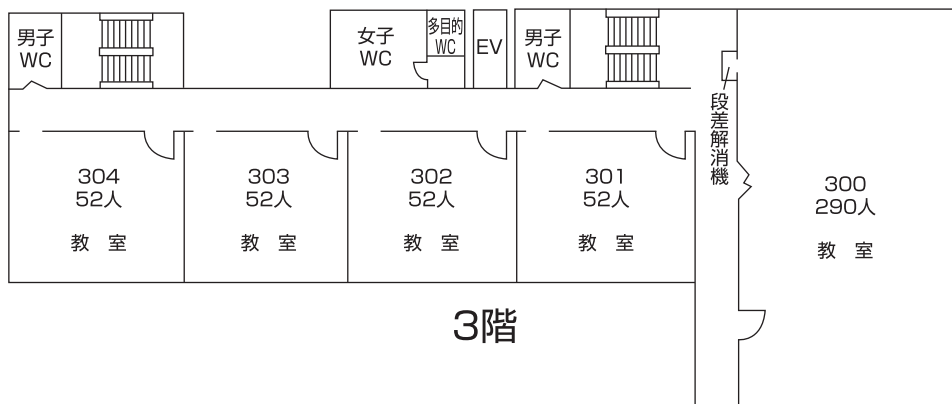 男子
WC
女子
WC
多目的
WC
EV
男子
WC
段差解消機
304
52人
教 室
303
52人
教 室
302
52人
教 室
301
52人
教 室
300
290人
教 室
3階